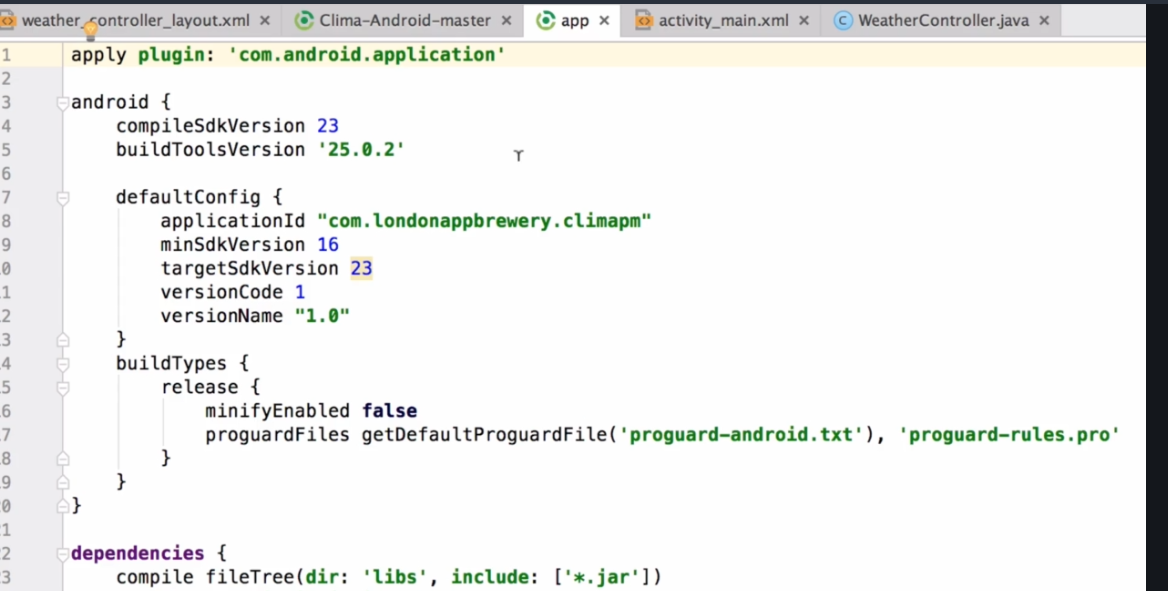 weather_controller_layout.xml × Clima-Android-master × app × activity_main.xml × C WeatherController.java ×
1 apply plugin: 'com.android.application'
2
3 android {
4 compileSdkVersion 23
5 buildToolsVersion '25.0.2'
6
7 defaultConfig {
8 applicationId "com.londonappbrewery.climapm"
9 minSdkVersion 16
0 targetSdkVersion 23
1 versionCode 1
2 versionName "1.0"
3 }
4 buildTypes {
5 release {
6 minifyEnabled false
7 proguardFiles getDefaultProguardFile('proguard-android.txt'), 'proguard-rules.pro'
8 }
9 }
0 }
1
2 dependencies {
3 compile fileTree(dir: 'libs', include: ['*.jar'])